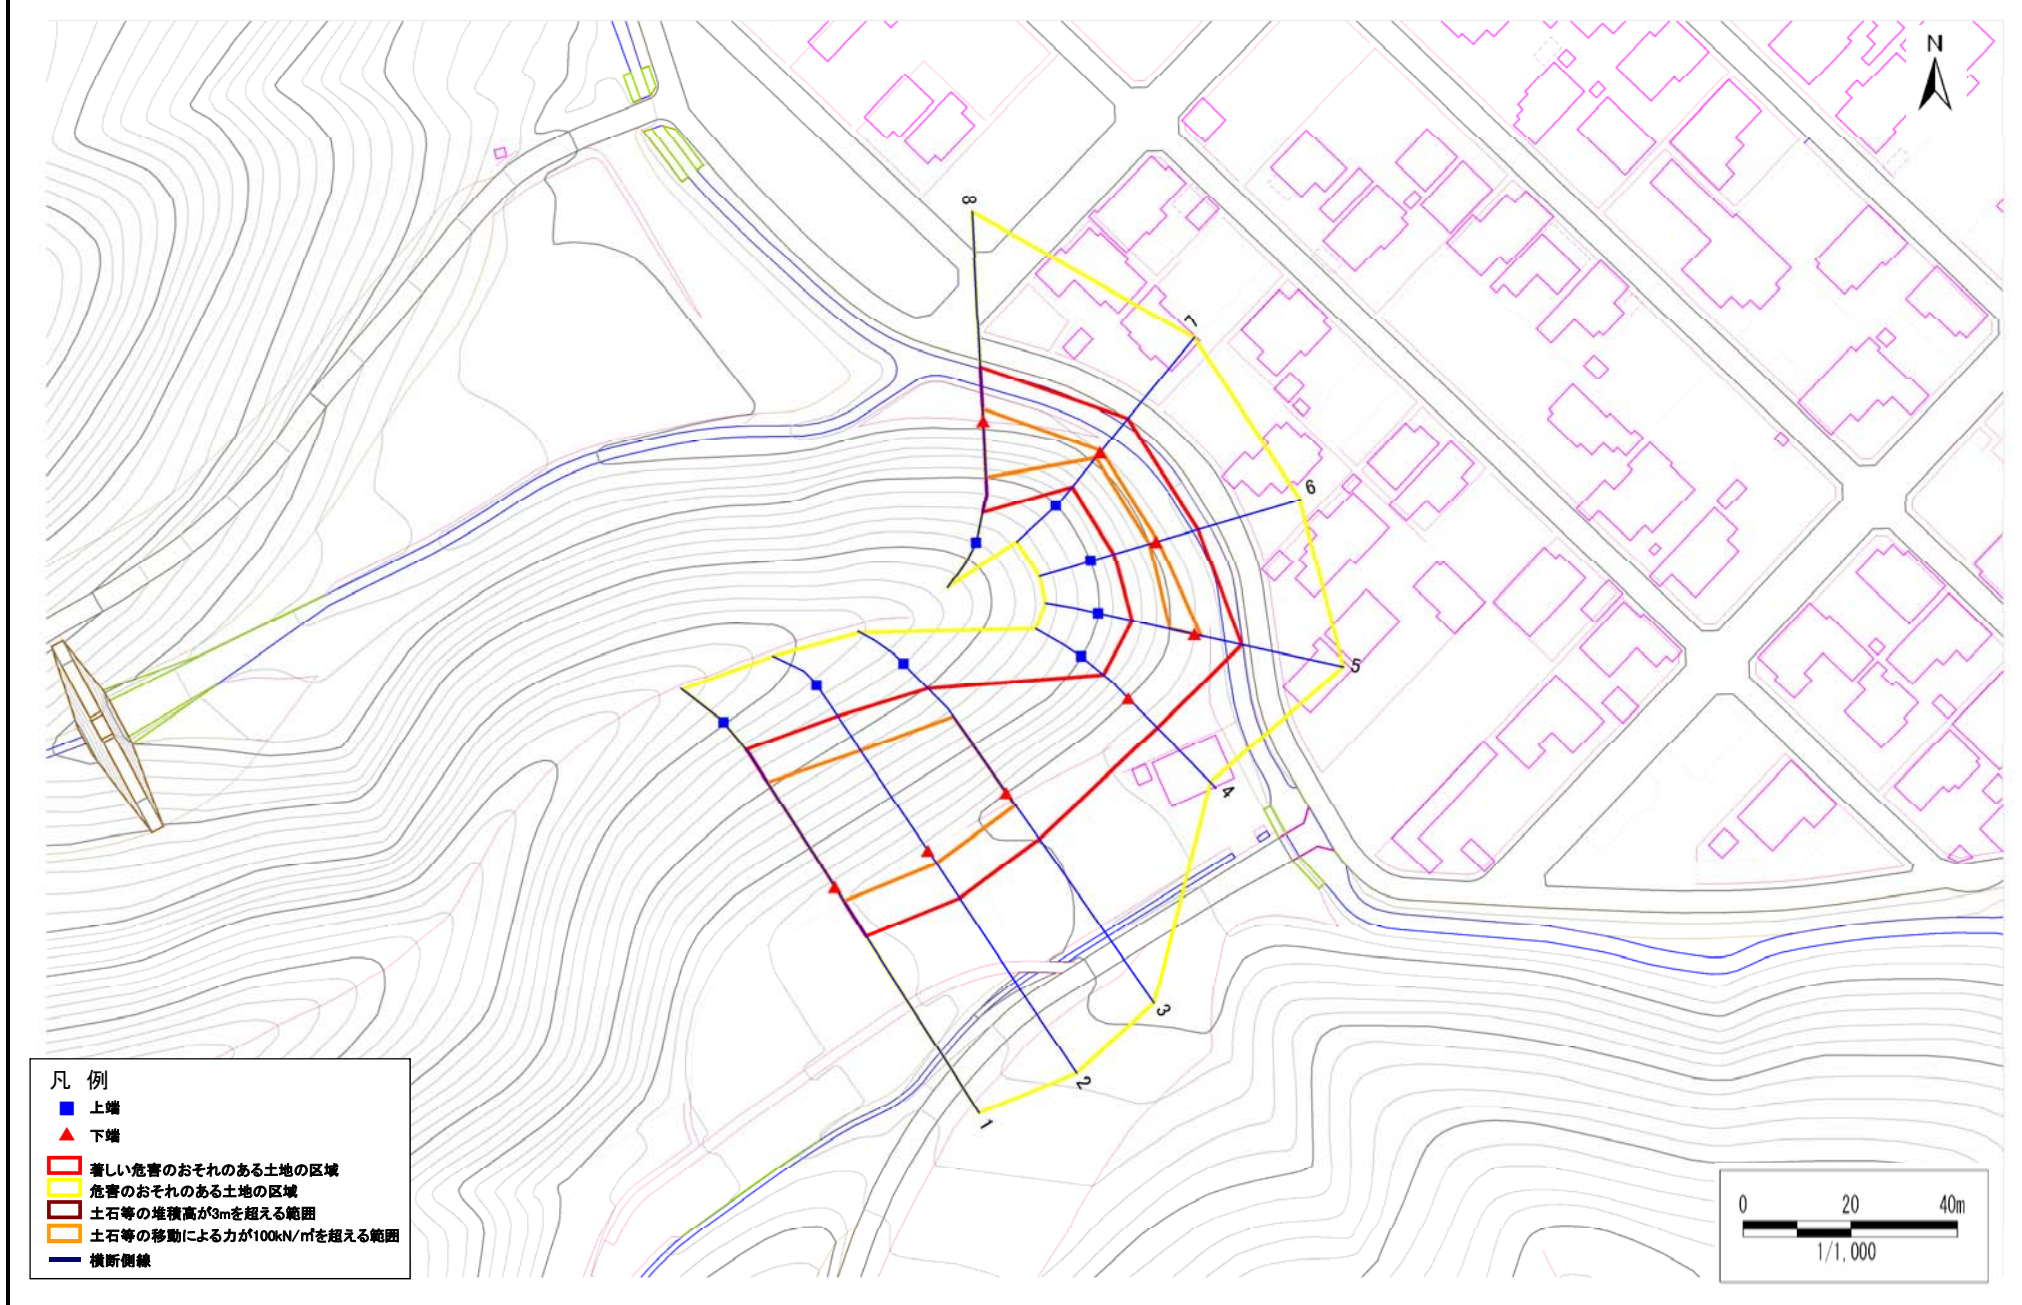 N
8
7
6
5
4
3
2
1
凡 例
上端
下端
著しい危害のおそれのある土地の区域
危害のおそれのある土地の区域
土石等の堆積高が3mを超える範囲
土石等の移動による力が100kN/㎡を超える範囲
横断側線
0 20 40m
1/1,000